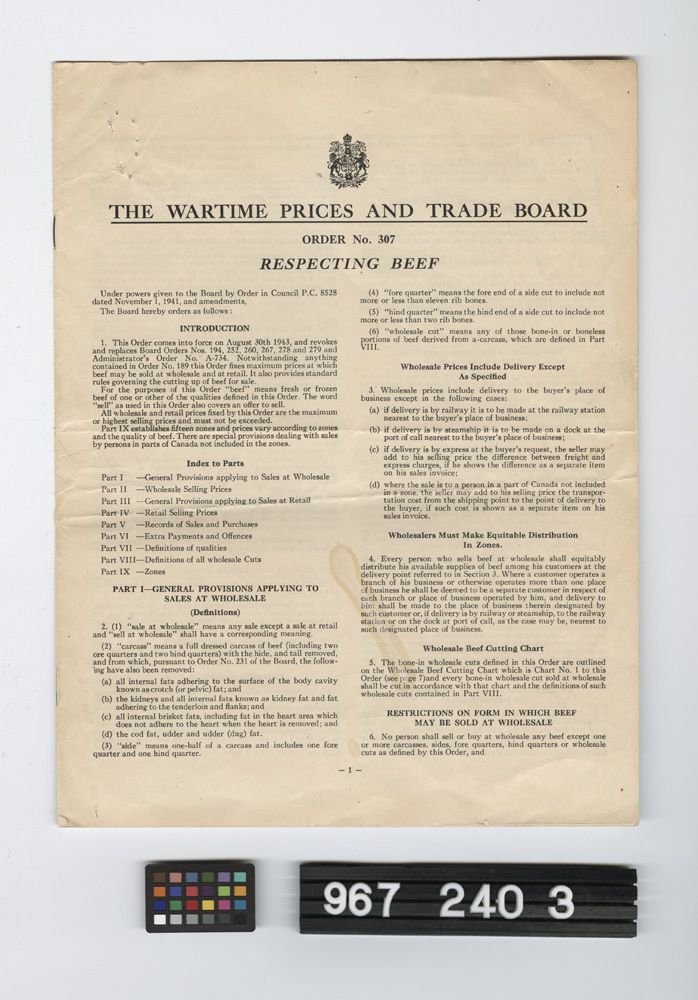 THE WARTIME PRICES AND TRADE BOARD
ORDER No. 307
RESPECTING BEEF
Under powers given to the Board by Order in Council P.C. 8528
dated November 1, 1941, and amendments,
The Board hereby orders as follows:
INTRODUCTION
1. This Order comes into force on August 30th 1943, and revokes
and replaces Board Orders Nos. 194, 252, 260, 267, 278 and 279 and
Administrator's Order No. A-734. Notwithstanding anything
contained in Order No. 189 this Order fixes maximum prices at which
beef may be sold at wholesale and at retail. It also provides standard
rules governing the cutting up of beef for sale.
For the purposes of this Order "beef" means fresh or frozen
beef of one or other of the qualities defined in this Order. The word
"sell" as used in this Order also covers an offer to sell.
All wholesale and retail prices fixed by this Order are the maximum
or highest selling prices and must not be exceeded.
Part IX establishes fifteen zones and prices vary according to zones
and the quality of beef. There are special provisions dealing with sales
by persons in parts of Canada not included in the zones.
Index to Parts
Part I —General Provisions applying to Sales at Wholesale
Part II —Wholesale Selling Prices
Part III —General Provisions applying to Sales at Retail
Part IV —Retail Selling Prices
Part V —Records of Sales and Purchases
Part VI —Extra Payments and Offences
Part VII —Definitions of qualities
Part VIII—Definitions of all wholesale Cuts
Part IX —Zones
PART I—GENERAL PROVISIONS APPLYING TO
SALES AT WHOLESALE
(Definitions)
2. (1) "sale at wholesale" means any sale except a sale at retail
and "sell at wholesale" shall have a corresponding meaning.
(2) "carcass" means a full dressed carcass of beef (including two
ore quarters and two hind quarters) with the hide, and tail removed,
and from which, pursuant to Order No. 231 of the Board, the follow-
ing have also been removed:
(a) all internal fats adhering to the surface of the body cavity
known as crotch (or pelvic) fat; and
(b) the kidneys and all internal fats known as kidney fat and fat
adhering to the tenderloin and flanks; and
(c) all internal brisket fats, including fat in the heart area which
does not adhere to the heart when the heart is removed; and
(d) the cod fat, udder and udder (dug) fat.
(3) "side" means one-half of a carcass and includes one fore
quarter and one hind quarter.
(4) "fore quarter" means the fore end of a side cut to include not
more or less than eleven rib bones.
(5) "hind quarter" means the hind end of a side cut to include not
more or less than two rib bones.
(6) "wholesale cut" means any of those bone-in or boneless
portions of beef derived from a-carcass, which are defined in Part
VIII.
Wholesale Prices Include Delivery Except
As Specified
3. Wholesale prices include delivery to the buyer's place of
business except in the following cases:
(a) if delivery is by railway it is to be made at the railway station
nearest to the buyer's place of business;
(b) if delivery is by steamship it is to be made on a dock at the
port of call nearest to the buyer's place of business;
(c) if delivery is by express at the buyer's request, the seller may
add to his selling price the difference between freight and
express charges, if he shows the difference as a separate item
on his sales invoice;
(d) where the sale is to a person in a part of Canada not included
in a zone, the seller may add to his selling price the transpor-
tation cost from the shipping point to the point of delivery to
the buyer, if such cost is shown as a separate item on his
sales invoice.
Wholesalers Must Make Equitable Distribution
In Zones.
4. Every person who sells beef at wholesale shall equitably
distribute his available supplies of beef among his customers at the
delivery point referred to in Section 3. Where a customer operates a
branch of his business or otherwise operates more than one place
of business he shall be deemed to be a separate customer in respect of
each branch or place of business operated by him, and delivery to
him shall be made to the place of business therein designated by
such customer or, if delivery is by railway or steamship, to the railway
station or on the dock at port of call, as the case may be, nearest to
such designated place of business.
Wholesale Beef Cutting Chart
5. The bone-in wholesale cuts defined in this Order are outlined
on the Wholesale Beef Cutting Chart which is Chart No. 1 to this
Order (see page 7) and every bone-in wholesale cut sold at wholesale
shall be cut in accordance with that chart and the definitions of such
wholesale cuts contained in Part VIII.
RESTRICTIONS ON FORM IN WHICH BEEF
MAY BE SOLD AT WHOLESALE
6. No person shall sell or buy at wholesale any beef except one
or more carcasses, sides, fore quarters, hind quarters or wholesale
cuts as defined by this Order, and
— 1 —
967 240 3